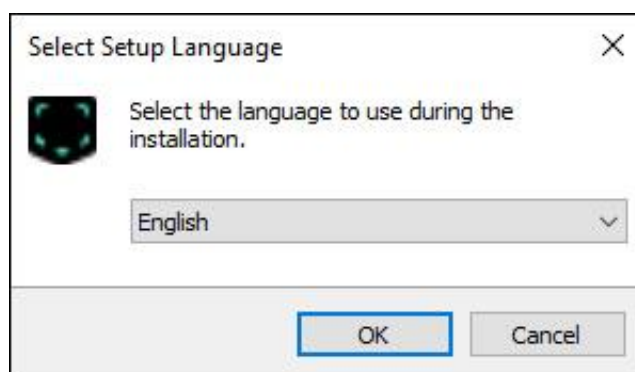 Select Setup Language
Select the language to use during the
installation.
English
OK
Cancel